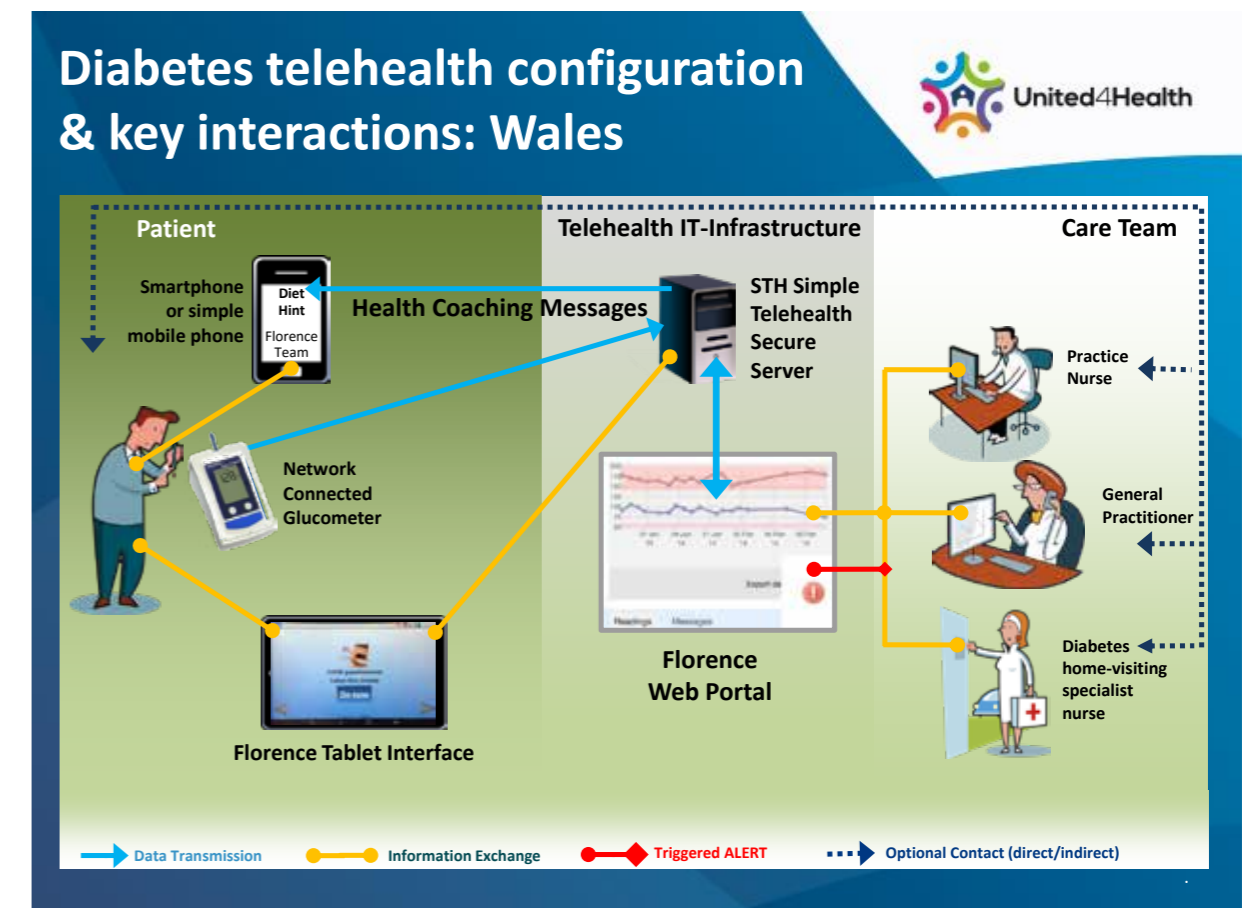 Diabetes telehealth configuration
& key interactions: Wales
United4Health
Patient
Telehealth IT-Infrastructure
Care Team
Smartphone
or simple
mobile phone
Diet
Hint
Florence
Team
Health Coaching Messages
STH Simple
Telehealth
Secure
Server
Practice
Nurse
Network
Connected
Glucometer
General
Practitioner
Readings Messages
Florence
Web Portal
Diabetes
home-visiting
specialist
nurse
Florence Tablet Interface
Data Transmission
Information Exchange
Triggered ALERT
Optional Contact (direct/indirect)